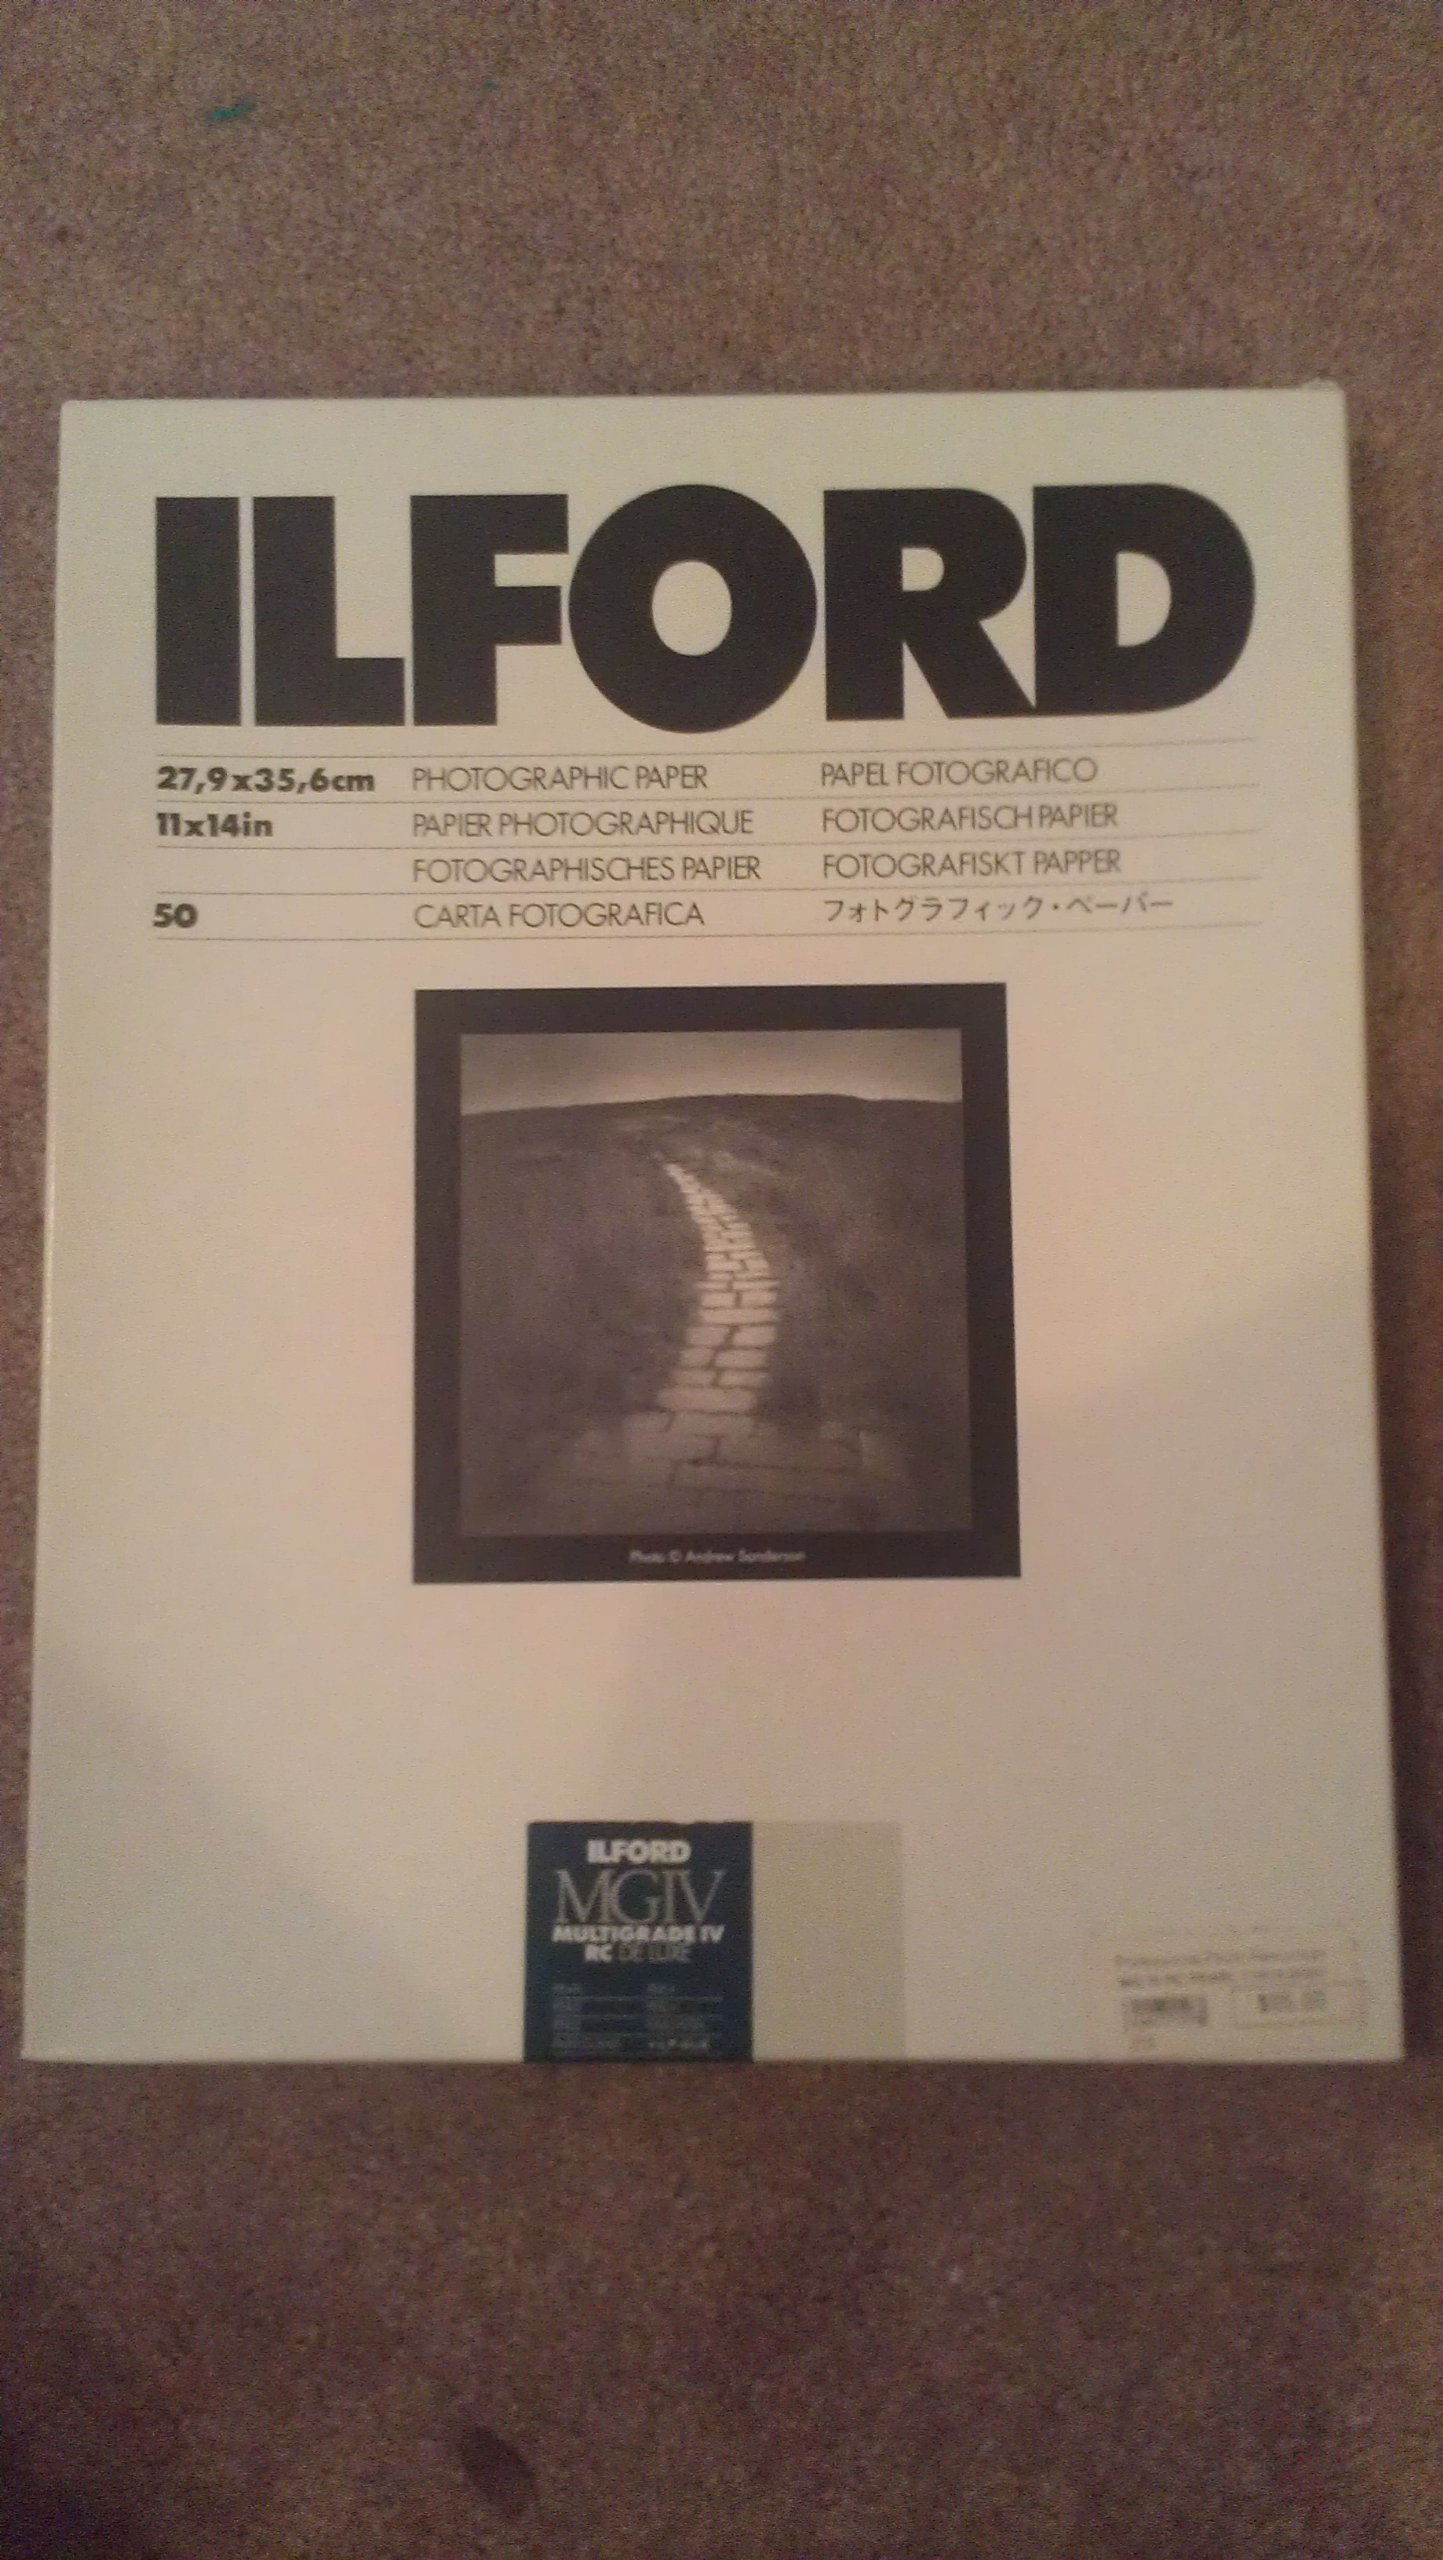 ILFORD
27,9x35,6cm PHOTOGRAPHIC PAPER PAPEL FOTOGRAFICO
11x14in PAPIER PHOTOGRAPHIQUE FOTOGRAFISCH PAPIER
FOTOGRAPHISCHES PAPIER FOTOGRAFISKT PAPPER
50 CARTA FOTOGRAFICA フォトグラフィック・ペーパー
Photo © Andrew Sanderson
ILFORD
MGIV
MULTIGRADE IV
RC DE LUXE